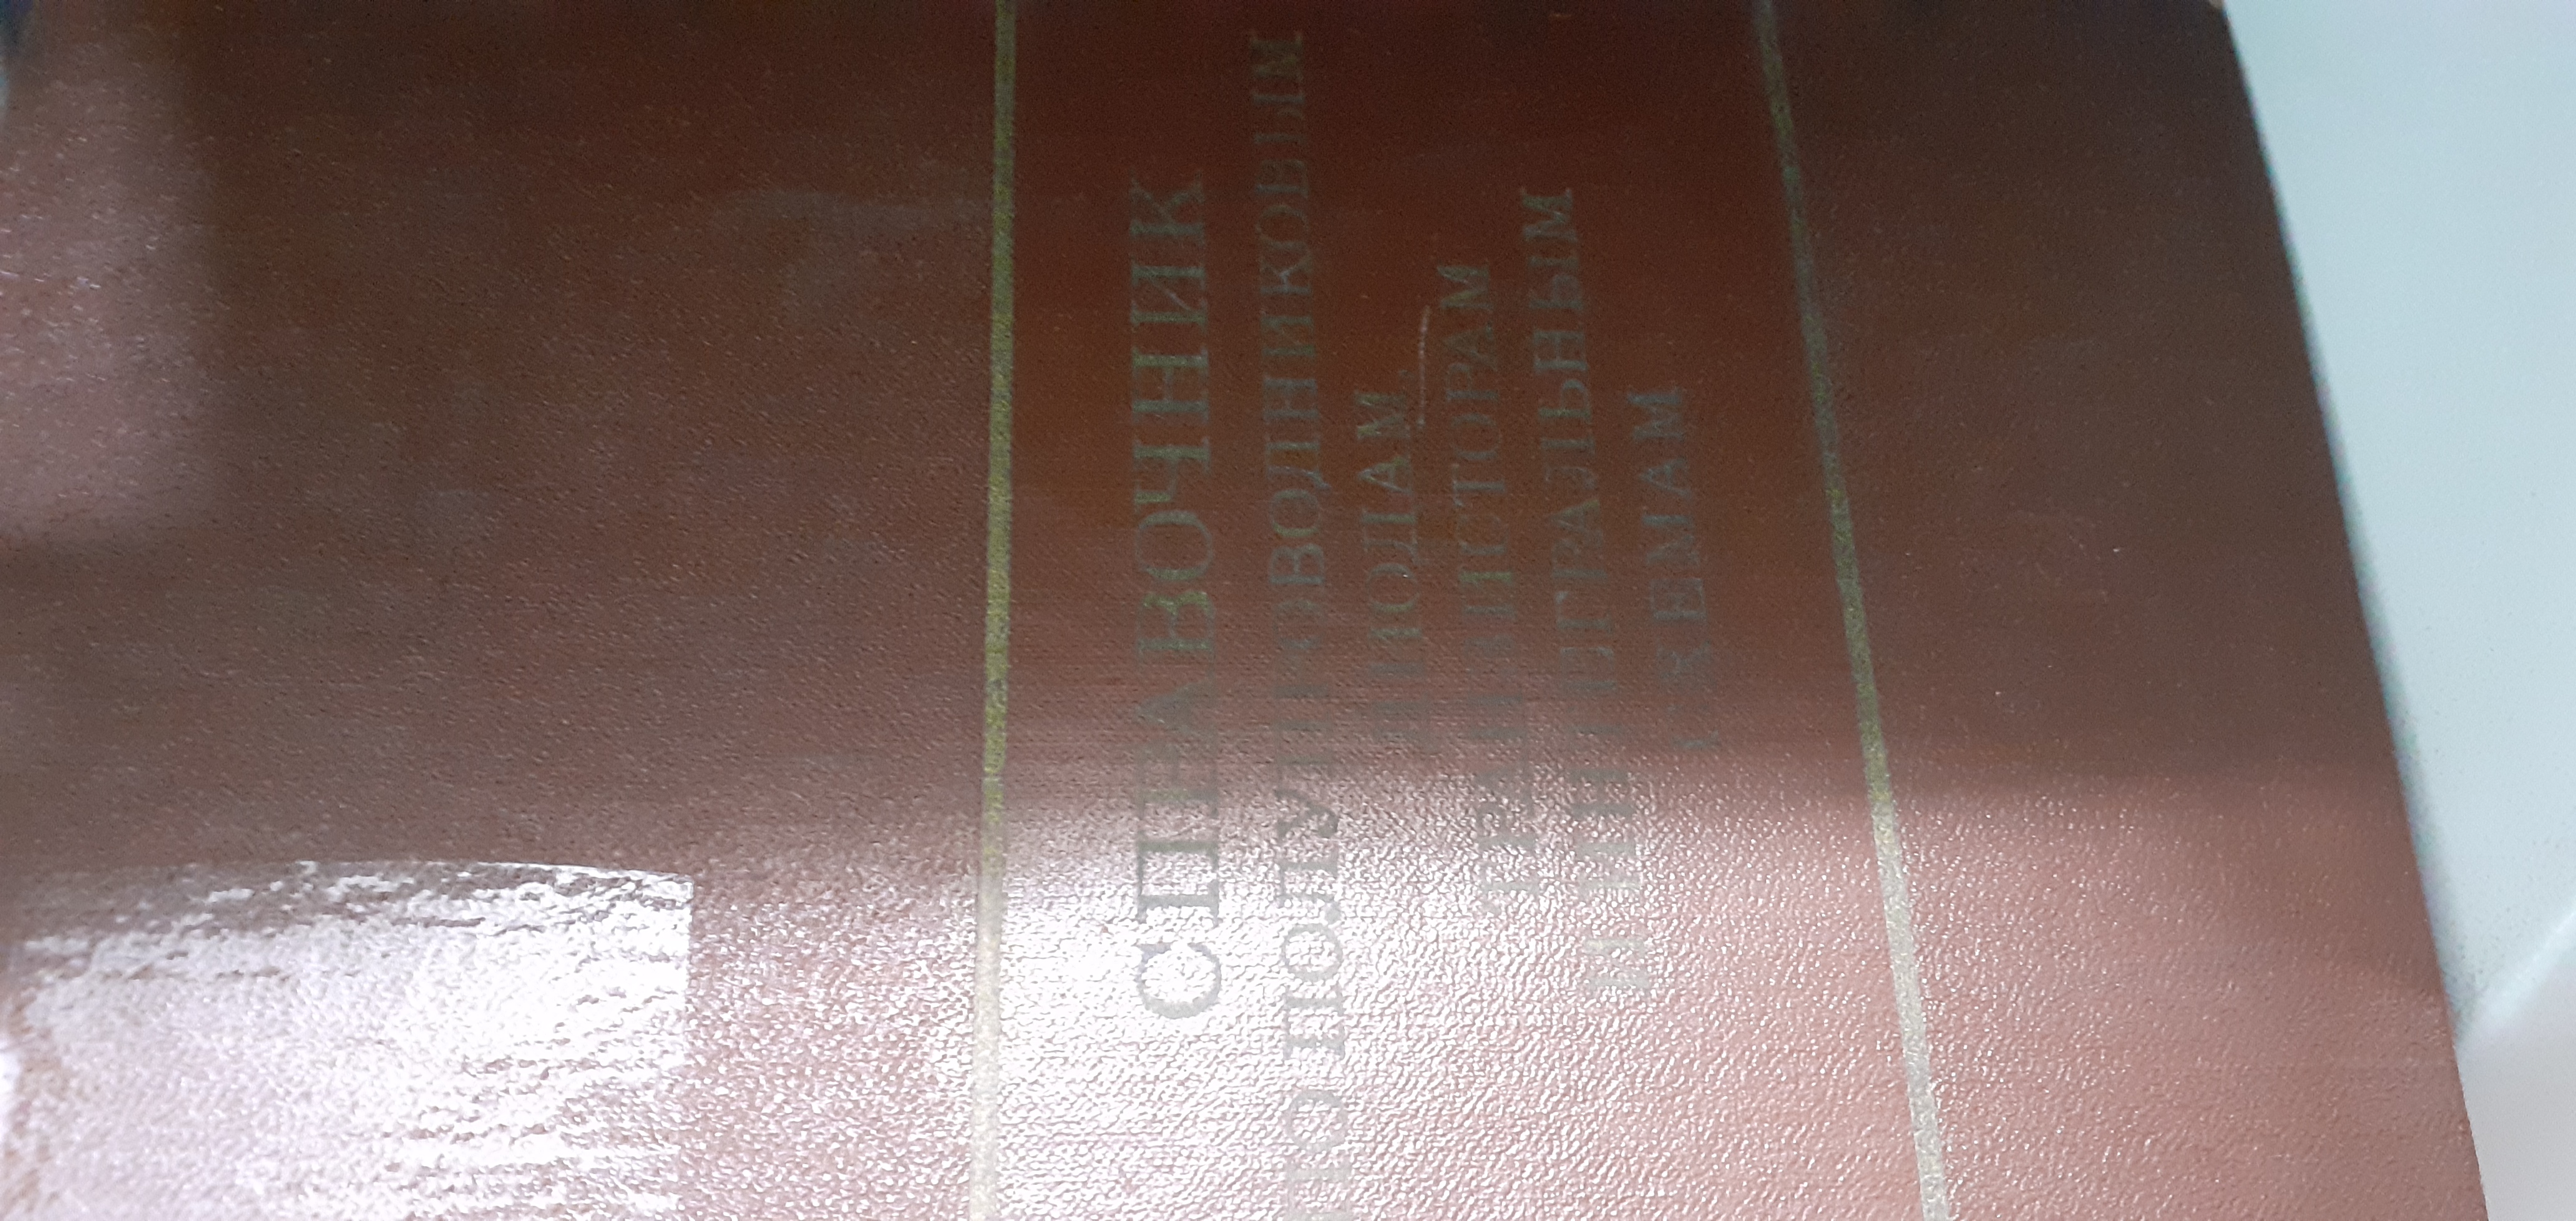 СПРАВОЧНИК
ПО ПОЛУПРОВОДНИКОВЫМ
ДИОДАМ,
ТРАНЗИСТОРАМ
И ИНТЕГРАЛЬНЫМ
СХЕМАМ